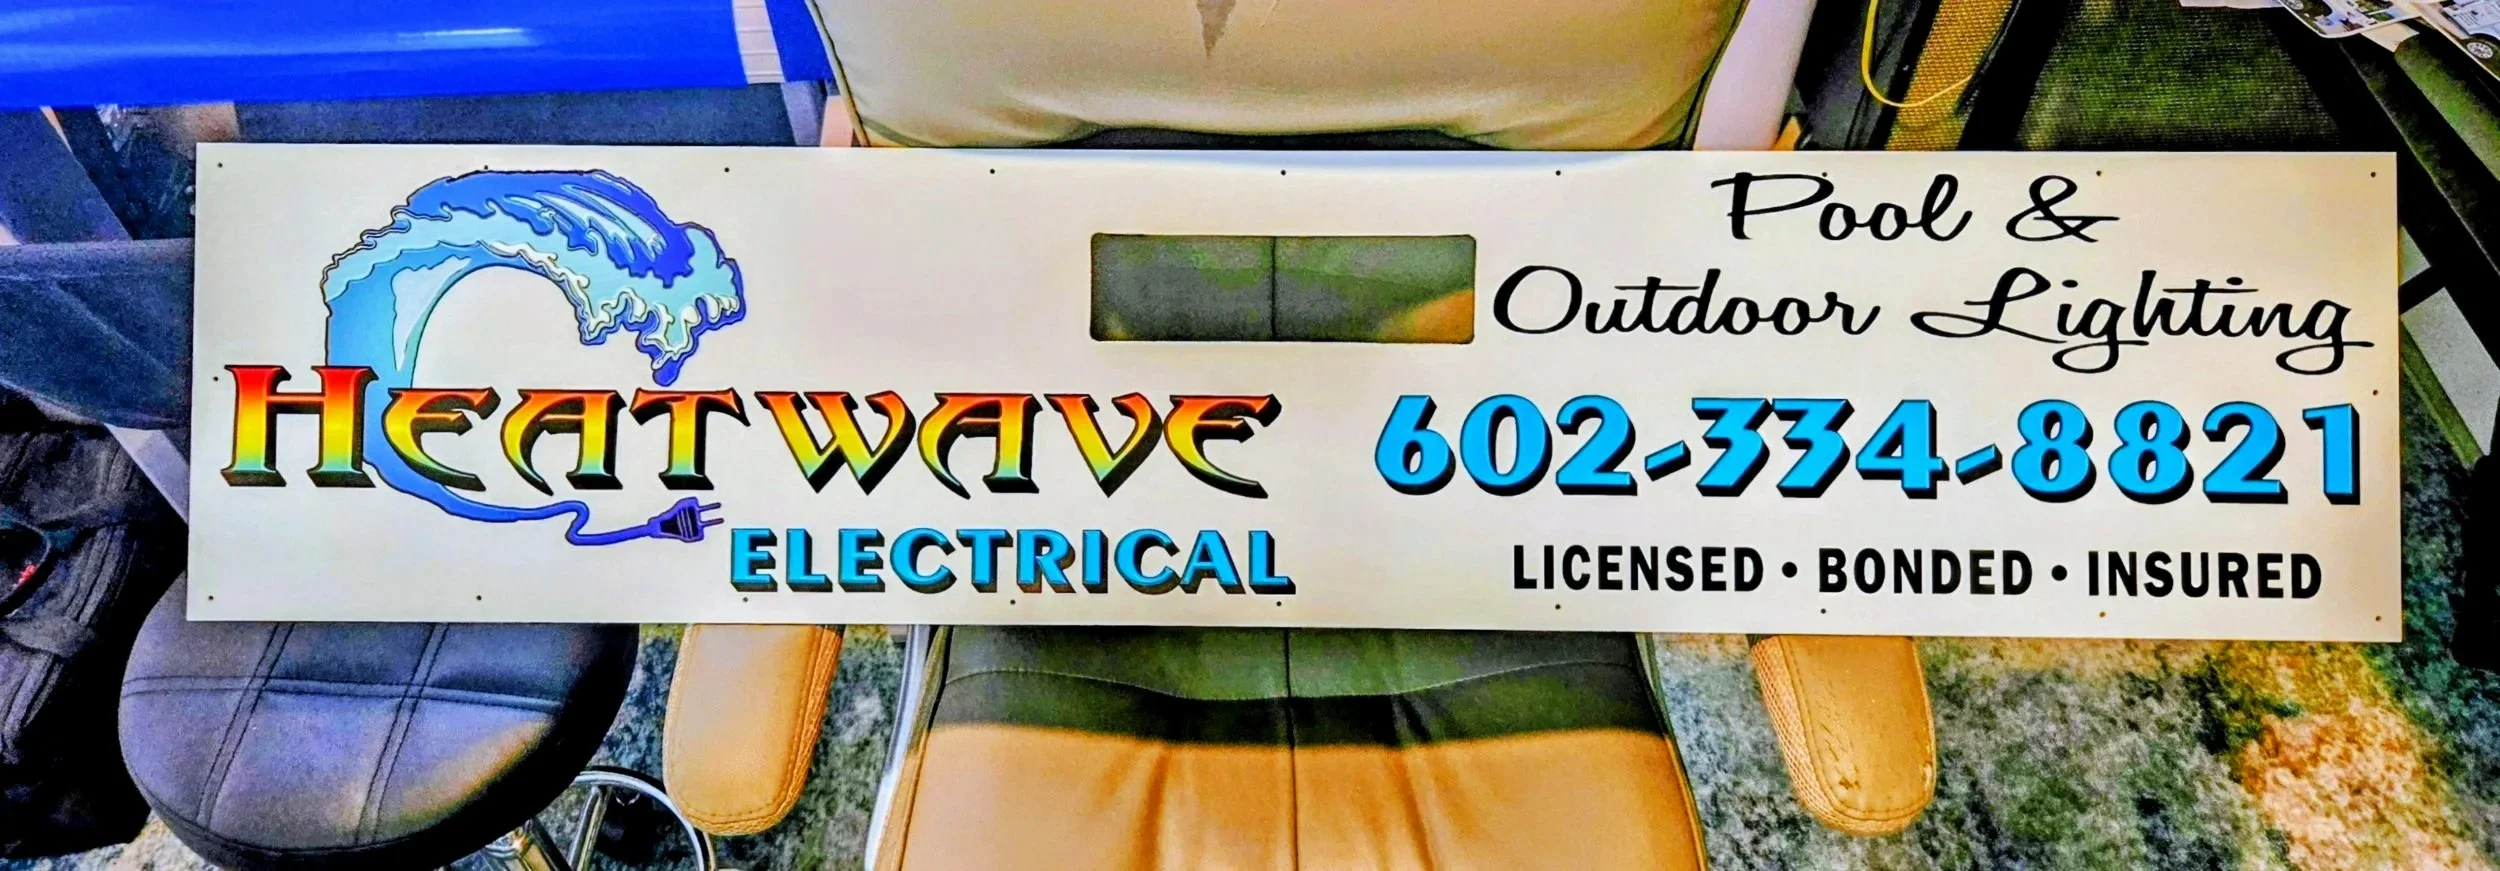 HEATWAVE
ELECTRICAL
Pool &
Outdoor Lighting
602-334-8821
LICENSED • BONDED • INSURED